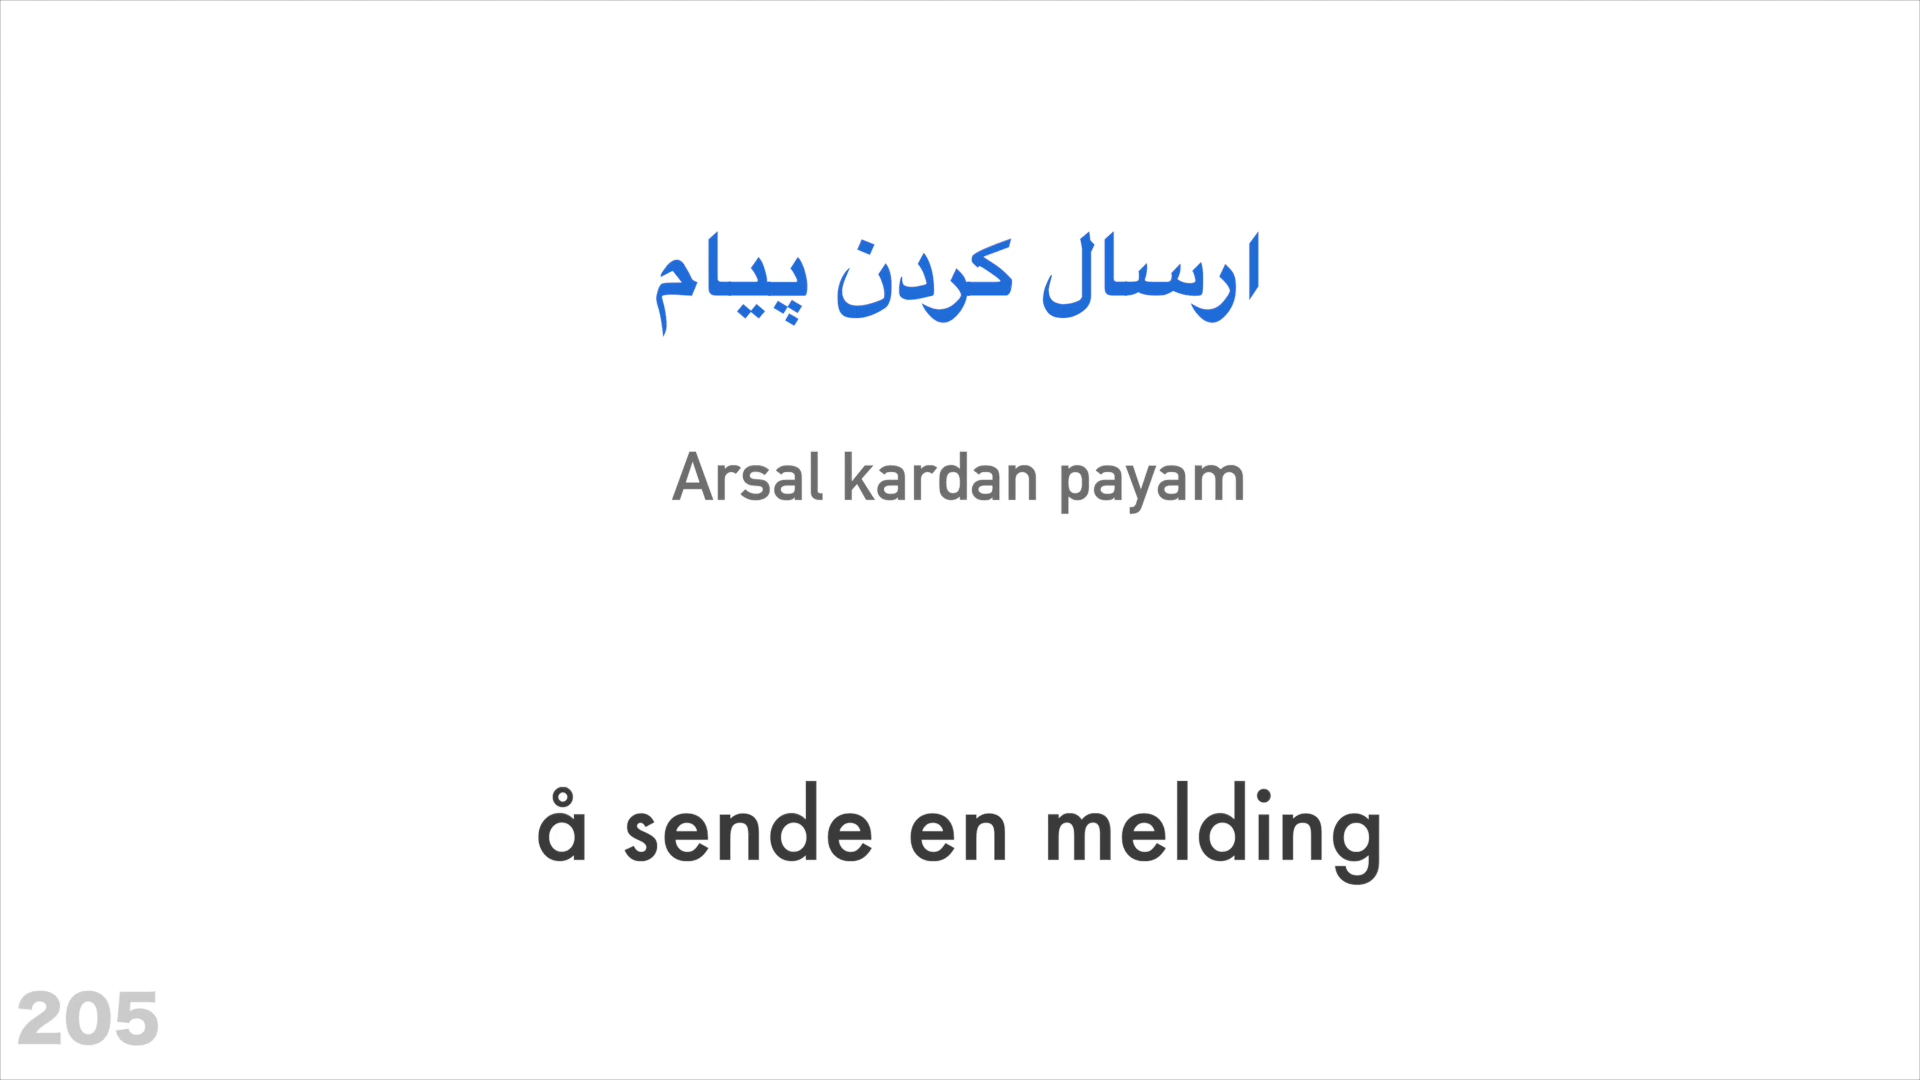 ارسال کردن پیام
Arsal kardan payam
å sende en melding
205